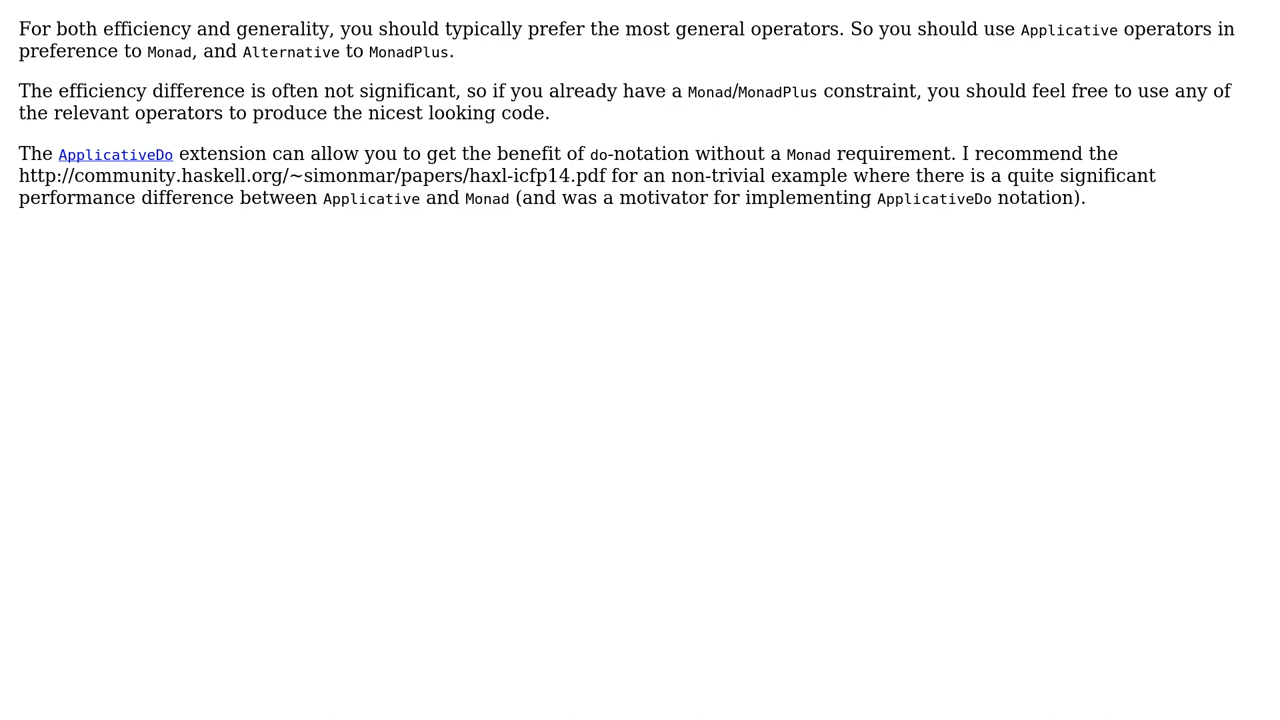 For both efficiency and generality, you should typically prefer the most general operators. So you should use Applicative operators in
preference to Monad, and Alternative to MonadPlus.
The efficiency difference is often not significant, so if you already have a Monad/MonadPlus constraint, you should feel free to use any of
the relevant operators to produce the nicest looking code.
The ApplicativeDo extension can allow you to get the benefit of do-notation without a Monad requirement. I recommend the
http://community.haskell.org/~simonmar/papers/haxl-icfp14.pdf for an non-trivial example where there is a quite significant
performance difference between Applicative and Monad (and was a motivator for implementing ApplicativeDo notation).